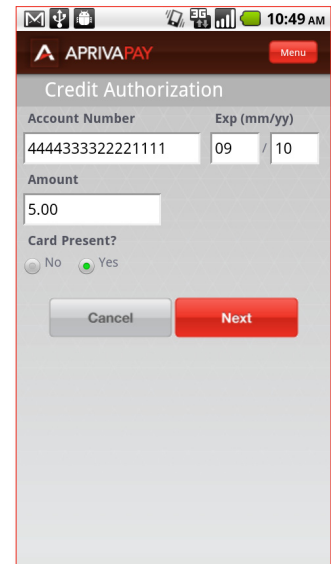 3G 10:49 AM
APRIVAPAY Menu
Credit Authorization
Account Number Exp (mm/yy)
4444333322221111 09 / 10
Amount
5.00
Card Present?
No Yes
Cancel Next